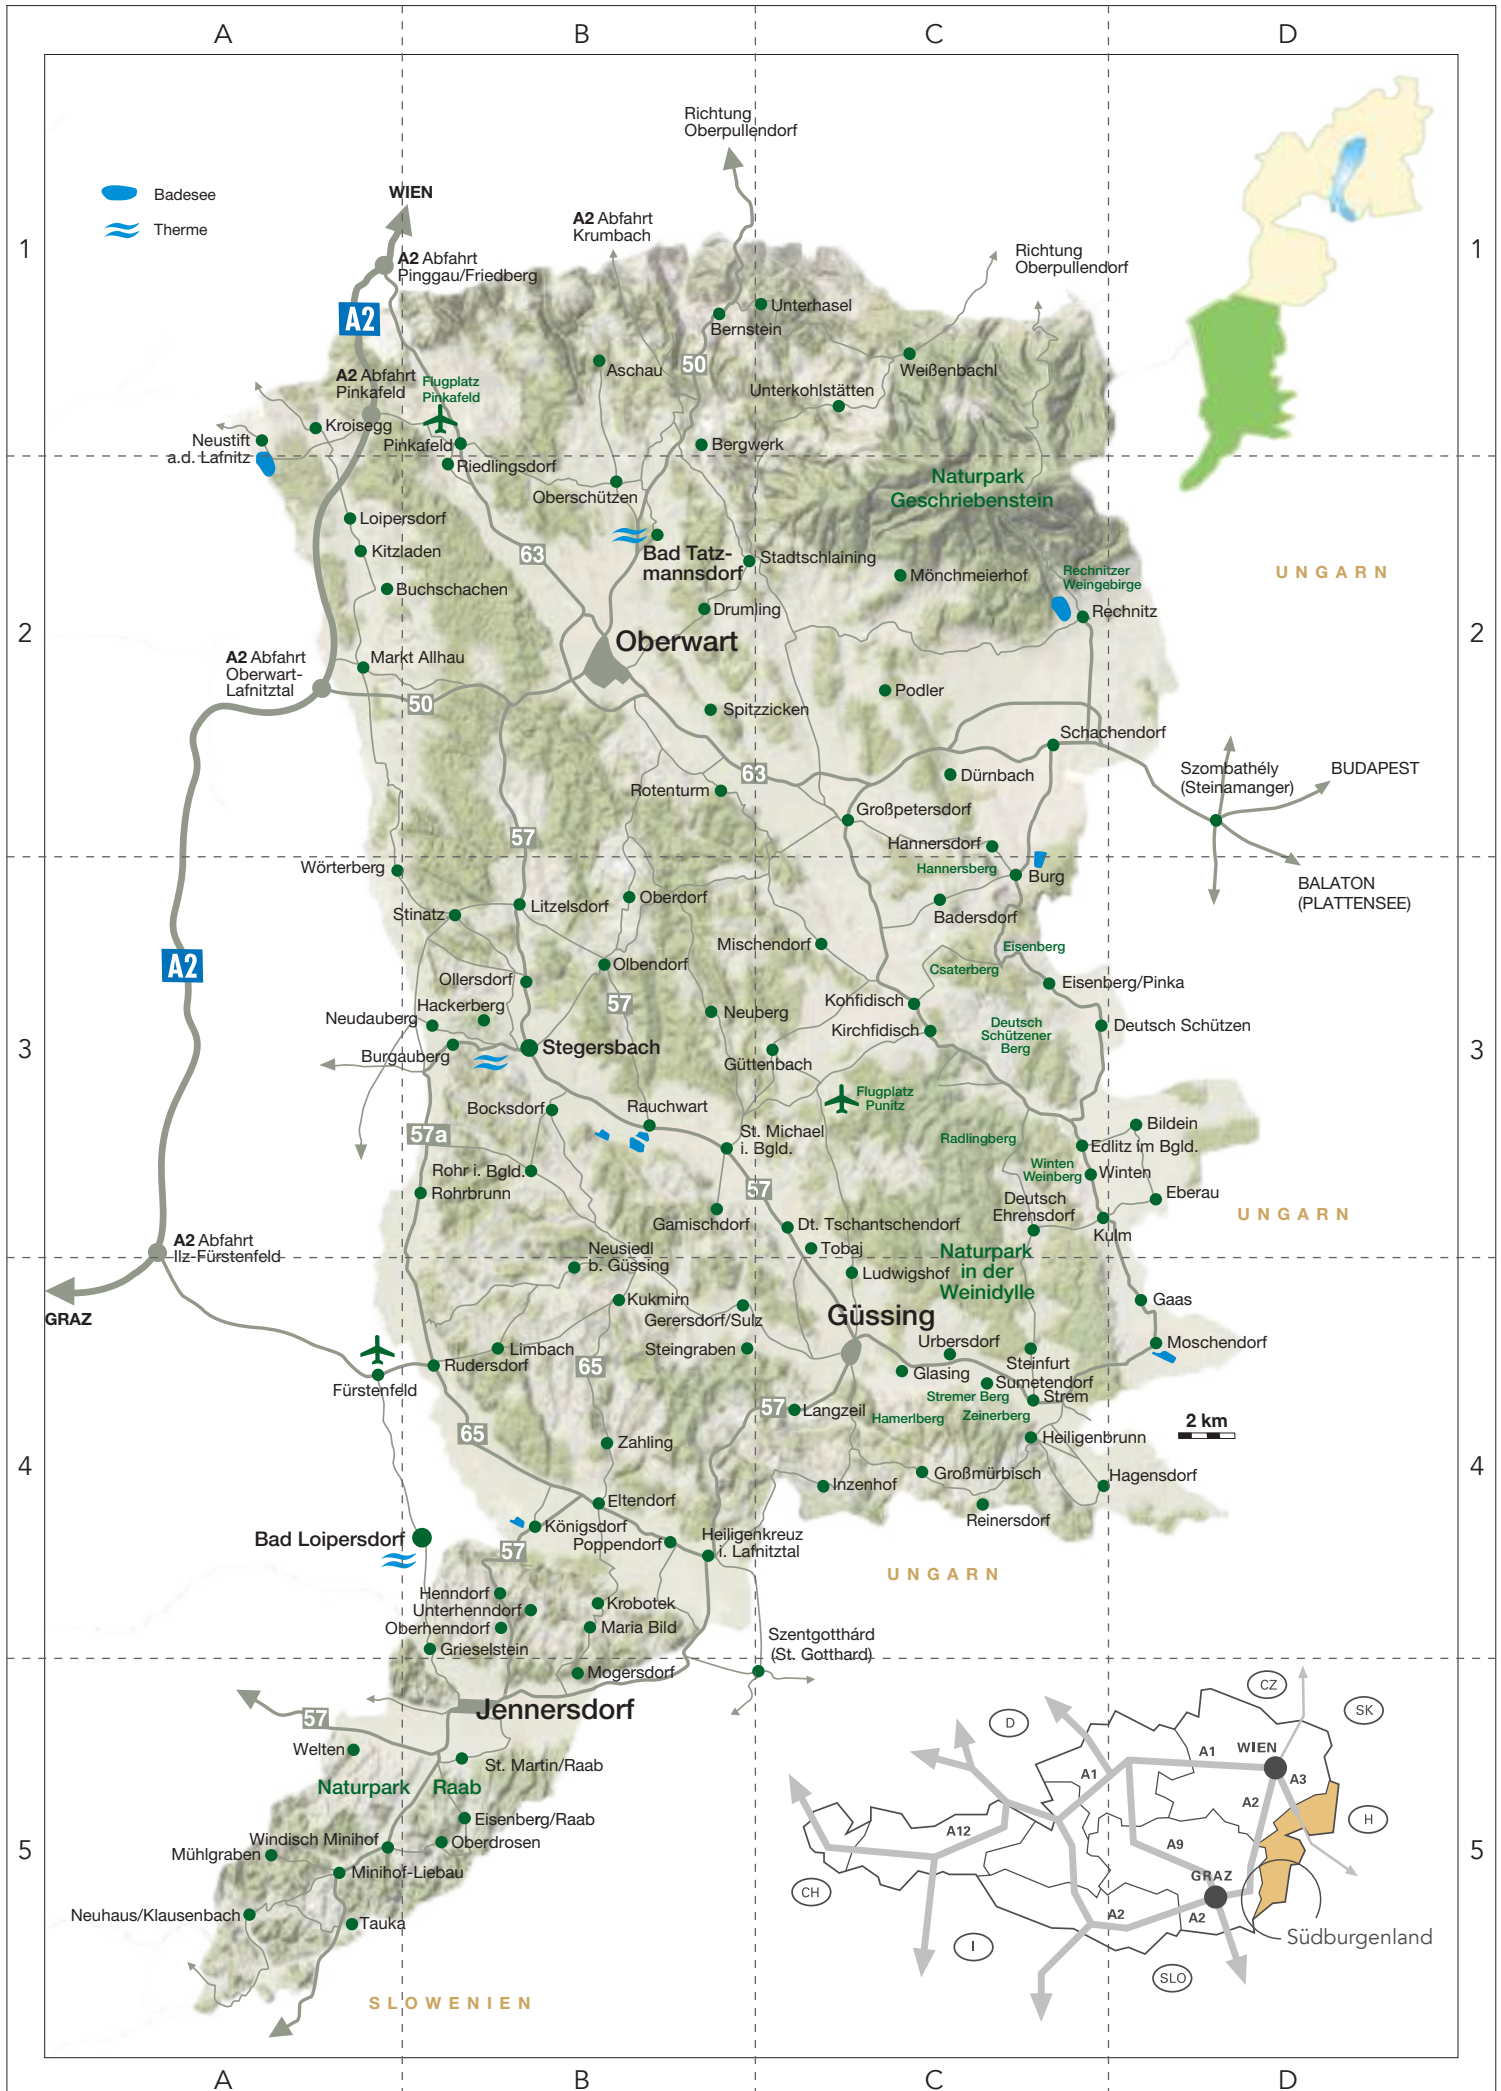 A
B
C
D
Richtung
Oberpullendorf
Badesee
Therme
WIEN
A2 Abfahrt
Krumbach
1
1
A2 Abfahrt
Pinggau/Friedberg
Richtung
Oberpullendorf
A2
Unterhasel
Bernstein
50
Aschau
Weißenbachl
A2 Abfahrt
Pinkafeld
Flugplatz
Pinkafeld
Unterkohlstätten
Kroisegg
Neustift
a.d. Lafnitz
Pinkafeld
Bergwerk
Riedlingsdorf
Oberschützen
Naturpark
Geschriebenstein
Loipersdorf
Kitzladen
63
Bad Tatz-
mannsdorf
Stadtschlaining
Mönchmeierhof
Rechnitzer
Weingebirge
UNGARN
Buchschachen
Drumling
Rechnitz
2
2
Oberwart
A2 Abfahrt
Oberwart-
Lafnitztal
Markt Allhau
50
Podler
Spitzzicken
Schachendorf
63
Dürnbach
Szombathély
(Steinamanger)
BUDAPEST
Rotenturm
Großpetersdorf
57
Hannersdorf
Wörterberg
Hannersberg
Burg
BALATON
(PLATTENSEE)
Litzelsdorf
Oberdorf
Stinatz
Badersdorf
Mischendorf
Eisenberg
A2
Olbendorf
Csaterberg
Ollersdorf
Eisenberg/Pinka
57
Hackerberg
Kohfidisch
Neuberg
Neudauberg
Kirchfidisch
Deutsch
Schützener
Berg
Deutsch Schützen
3
3
Burgauberg
Stegersbach
Güttenbach
Flugplatz
Punitz
Bocksdorf
Rauchwart
57a
St. Michael
i. Bgld.
Radlingberg
Bildein
Edlitz im Bgld.
Rohr i. Bgld.
Winten
Weinberg
Winten
Rohrbrunn
57
Deutsch
Ehrensdorf
Eberau
Gamischdorf
Dt. Tschantschendorf
Kulm
UNGARN
A2 Abfahrt
Ilz-Fürstenfeld
Tobaj
Neusiedl
b. Güssing
Naturpark
in der
Weinidylle
Ludwigshof
GRAZ
Kukmirn
Gerersdorf/Sulz
Gaas
Güssing
Limbach
Steingraben
Urbersdorf
Moschendorf
Rudersdorf
65
Steinfurt
Fürstenfeld
Glasing
Sumetendorf
Stremer Berg
Strem
57
Langzeil
Hamerlberg
Zeinerberg
2 km
65
Zahling
Heiligenbrunn
4
4
Großmürbisch
Hagensdorf
Inzenhof
Eltendorf
Reinersdorf
Bad Loipersdorf
Königsdorf
Poppendorf
Heiligenkreuz
i. Lafnitztal
57
UNGARN
Henndorf
Unterhenndorf
Krobotek
Oberhenndorf
Maria Bild
Szentgotthárd
(St. Gotthard)
Grieselstein
Mogersdorf
Jennersdorf
57
Welten
St. Martin/Raab
Naturpark Raab
Eisenberg/Raab
Windisch Minihof
Oberdrosen
Mühlgraben
5
5
Minihof-Liebau
Neuhaus/Klausenbach
Tauka
SLOWENIEN
CZ
SK
D
A1
WIEN
A1
A3
A2
H
A12
A9
GRAZ
CH
A2
A2
I
SLO
Südburgenland
A
B
C
D